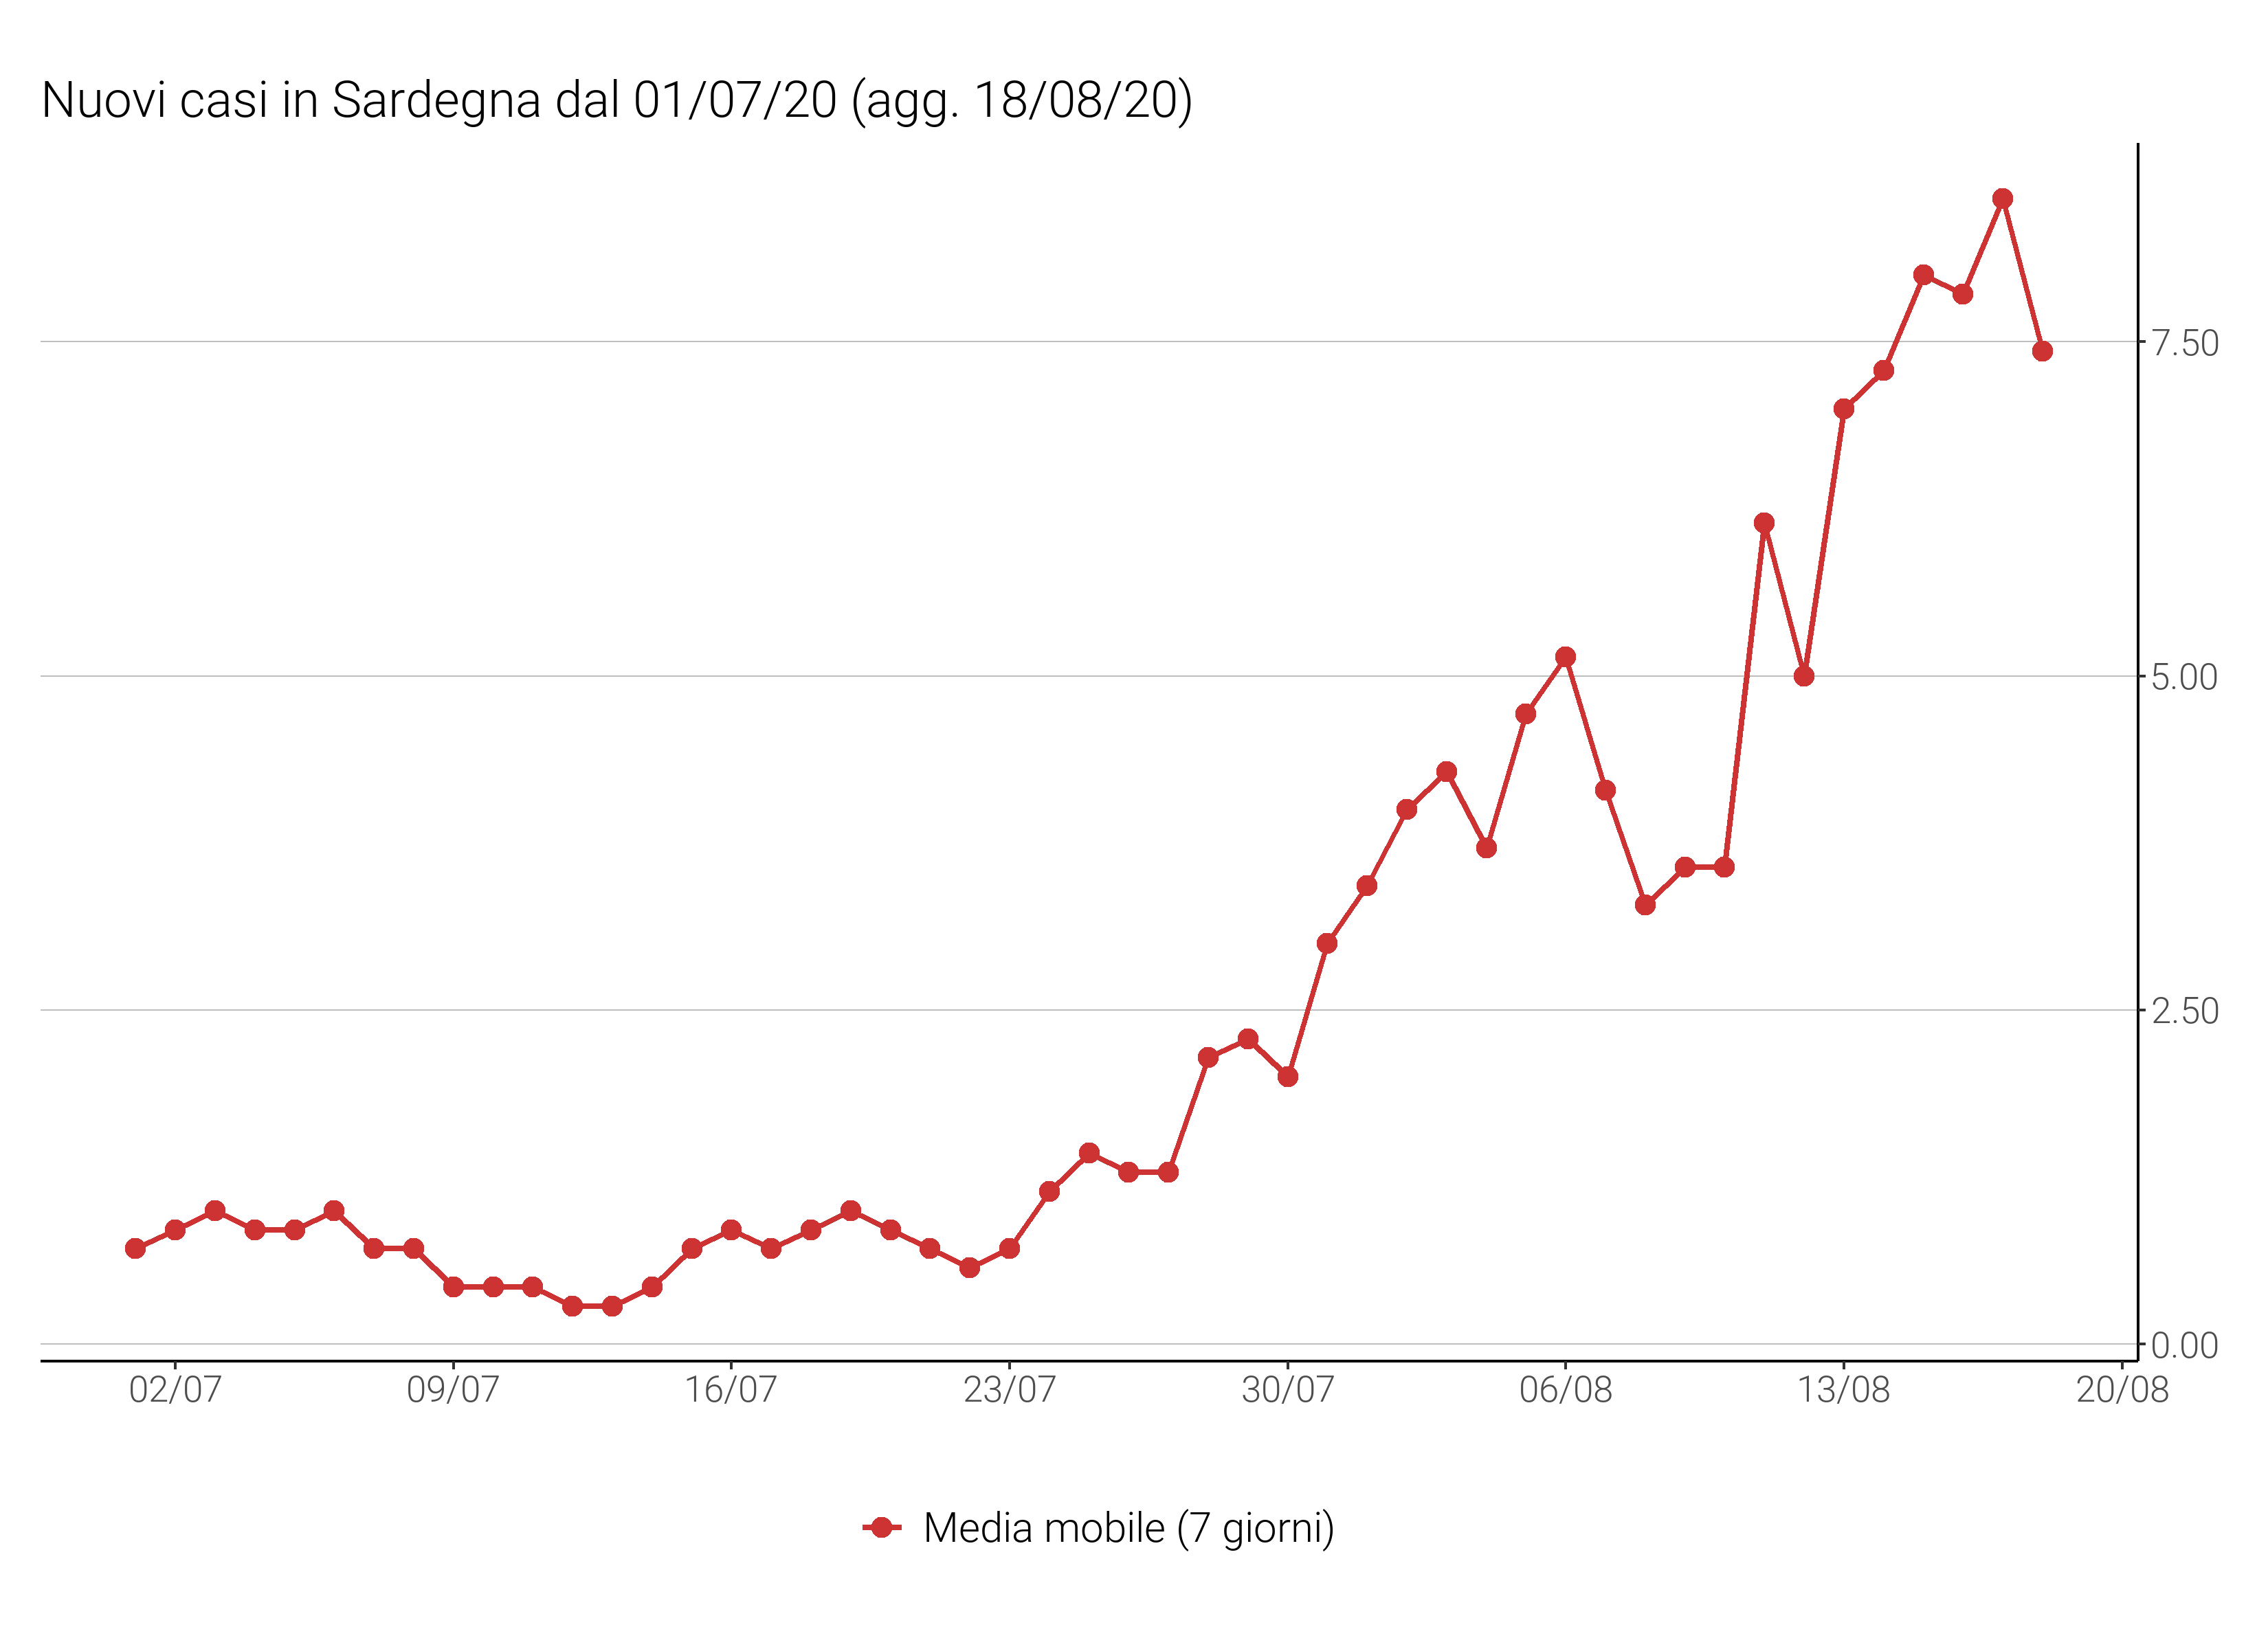 Nuovi casi in Sardegna dal 01/07/20 (agg. 18/08/20)
7.50
5.00
2.50
0.00
02/07 09/07 16/07 23/07 30/07 06/08 13/08 20/08
Media mobile (7 giorni)